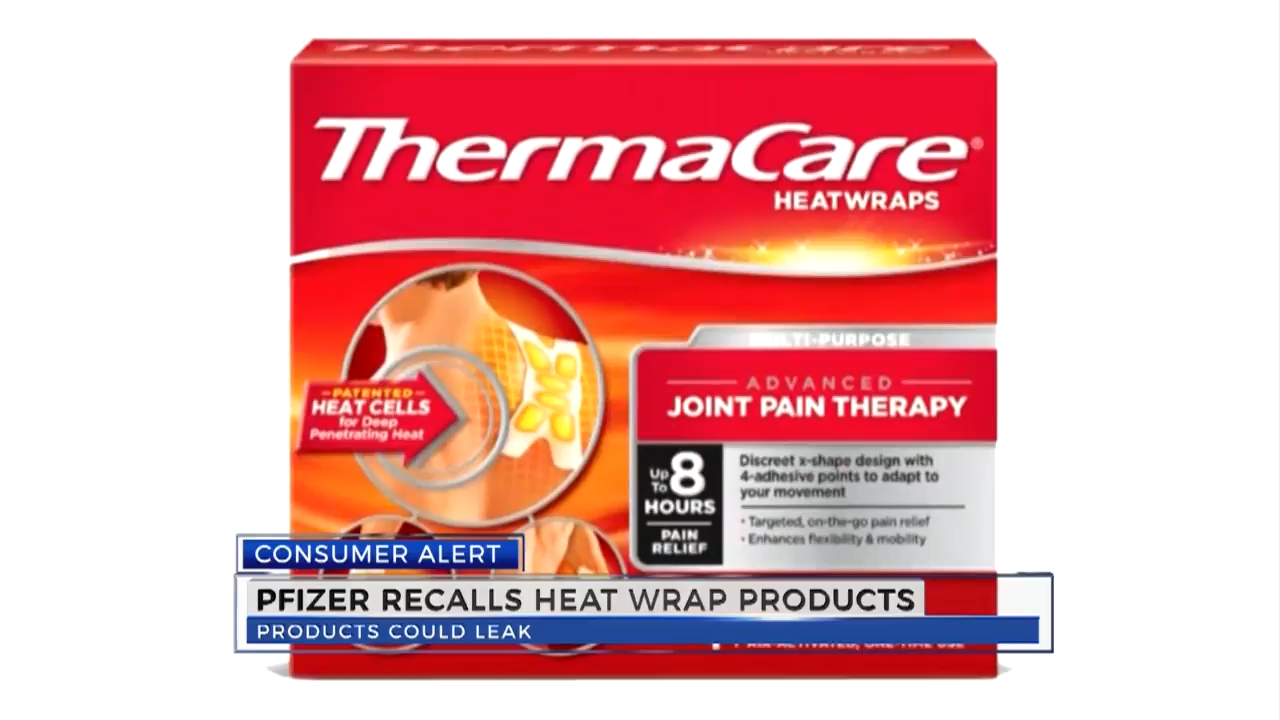 ThermaCare®
HEATWRAPS
MULTI-PURPOSE
ADVANCED
JOINT PAIN THERAPY
PATENTED
HEAT CELLS
for Deep
Penetrating Heat
Up
To 8
HOURS
PAIN
RELIEF
Discreet x-shape design with
4-adhesive points to adapt to
your movement
• Targeted, on-the-go pain relief
• Enhances flexibility & mobility
CONSUMER ALERT
PFIZER RECALLS HEAT WRAP PRODUCTS
PRODUCTS COULD LEAK